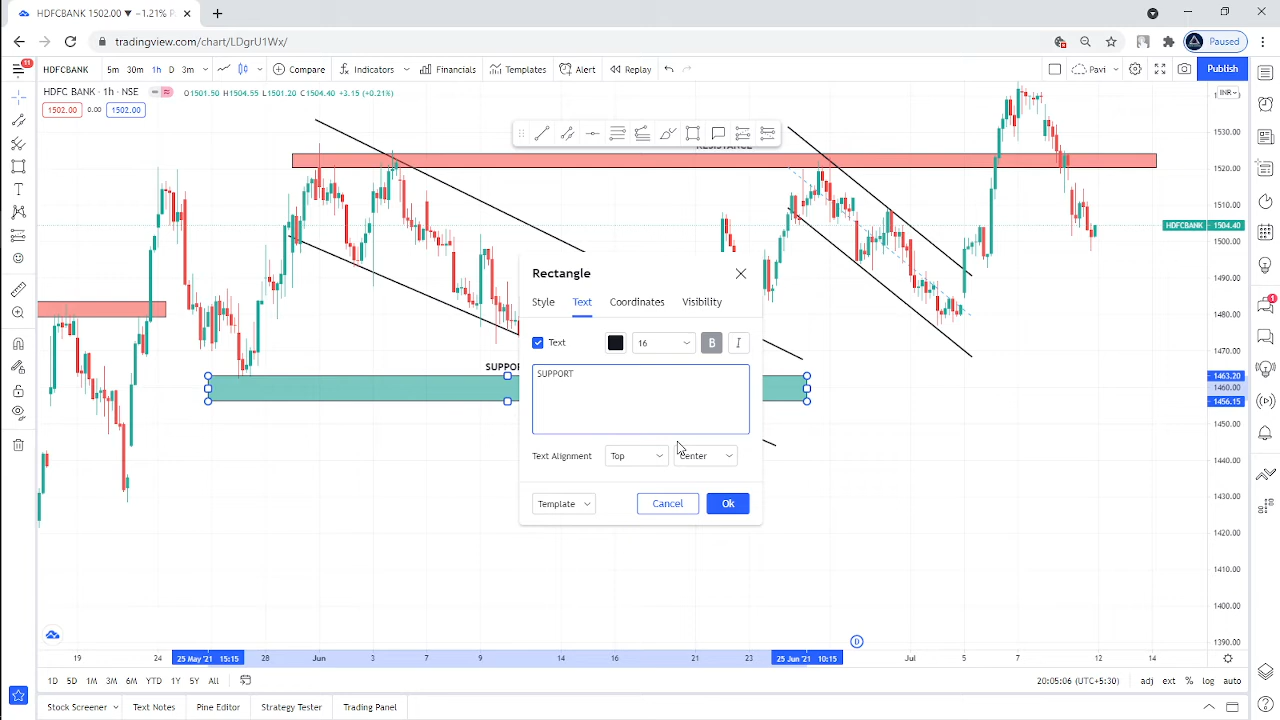 HDFCBANK 1502.00 ▼ −1.21% P
tradingview.com/chart/LDgrU1Wx/
Paused
11
HDFCBANK 5m 30m 1h D 3m Compare Indicators Financials Templates Alert Replay Pavi Publish
HDFC BANK · 1h · NSE O1501.50 H1504.55 L1501.20 C1504.40 +3.15 (+0.21%)
INR
1502.00 0.00 1502.00
1530.00
RESISTANCE
1520.00
1510.00
HDFCBANK 1504.40
1500.00
Rectangle
1490.00
Style Text Coordinates Visibility
1
1480.00
Text 16 B I
1470.00
SUPPOR
SUPPORT
1463.20
1460.00
1456.15
1450.00
Text Alignment Top Center
1440.00
1430.00
Template Cancel Ok
1420.00
1410.00
1400.00
D
1390.00
19 24 25 May '21 15:15 28 Jun 3 7 9 14 16 21 23 25 Jun '21 10:15 Jul 5 7 12 14
1D 5D 1M 3M 6M YTD 1Y 5Y All 20:05:06 (UTC+5:30) adj ext % log auto
Stock Screener Text Notes Pine Editor Strategy Tester Trading Panel